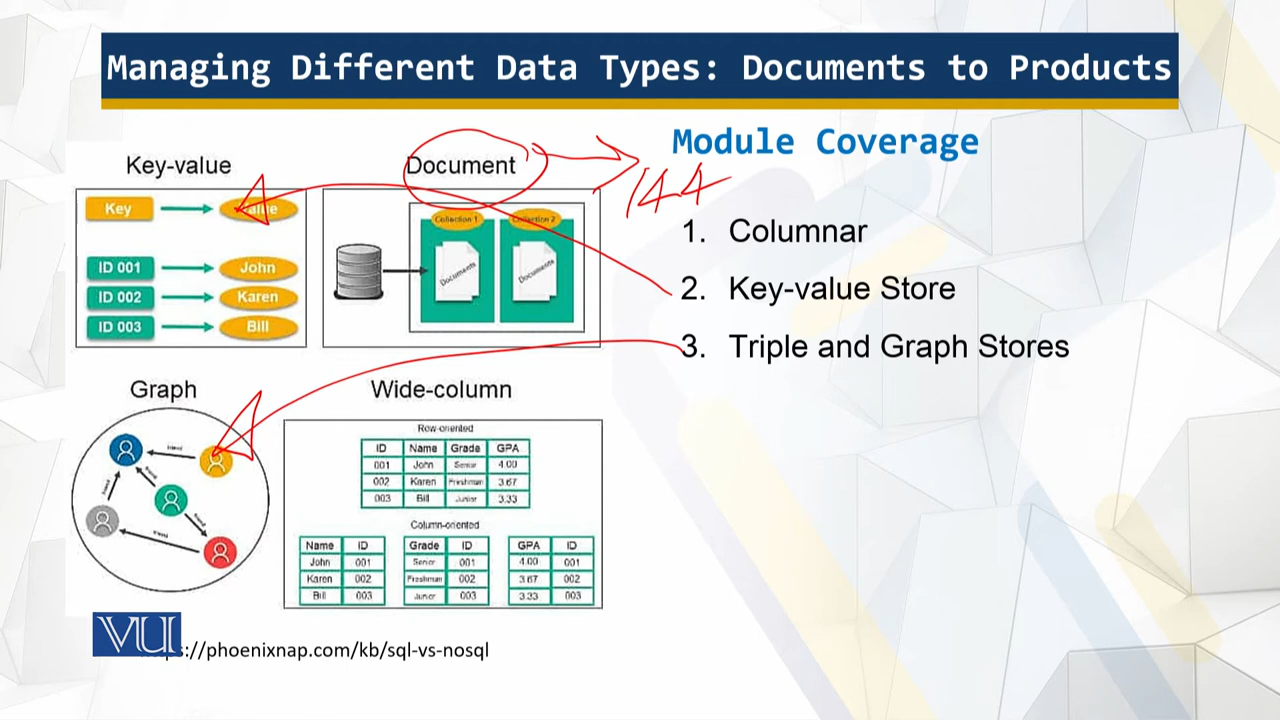 Managing Different Data Types: Documents to Products
Module Coverage
144
1. Columnar
2. Key-value Store
3. Triple and Graph Stores
Key-value
Key
ID 001 John
ID 002 Karen
ID 003 Bill
Document
Collection 1
Collection 2
Documents
Documents
Graph
Wide-column
Row-oriented
ID Name Grade GPA
001 John Senior 4.00
002 Karen Freshman 3.67
003 Bill Junior 3.33
Column-oriented
Name ID
John 001
Karen 002
Bill 003
Grade ID
Senior 001
Freshman 002
Junior 003
GPA ID
4.00 001
3.67 002
3.33 003
VU
s://phoenixnap.com/kb/sql-vs-nosql